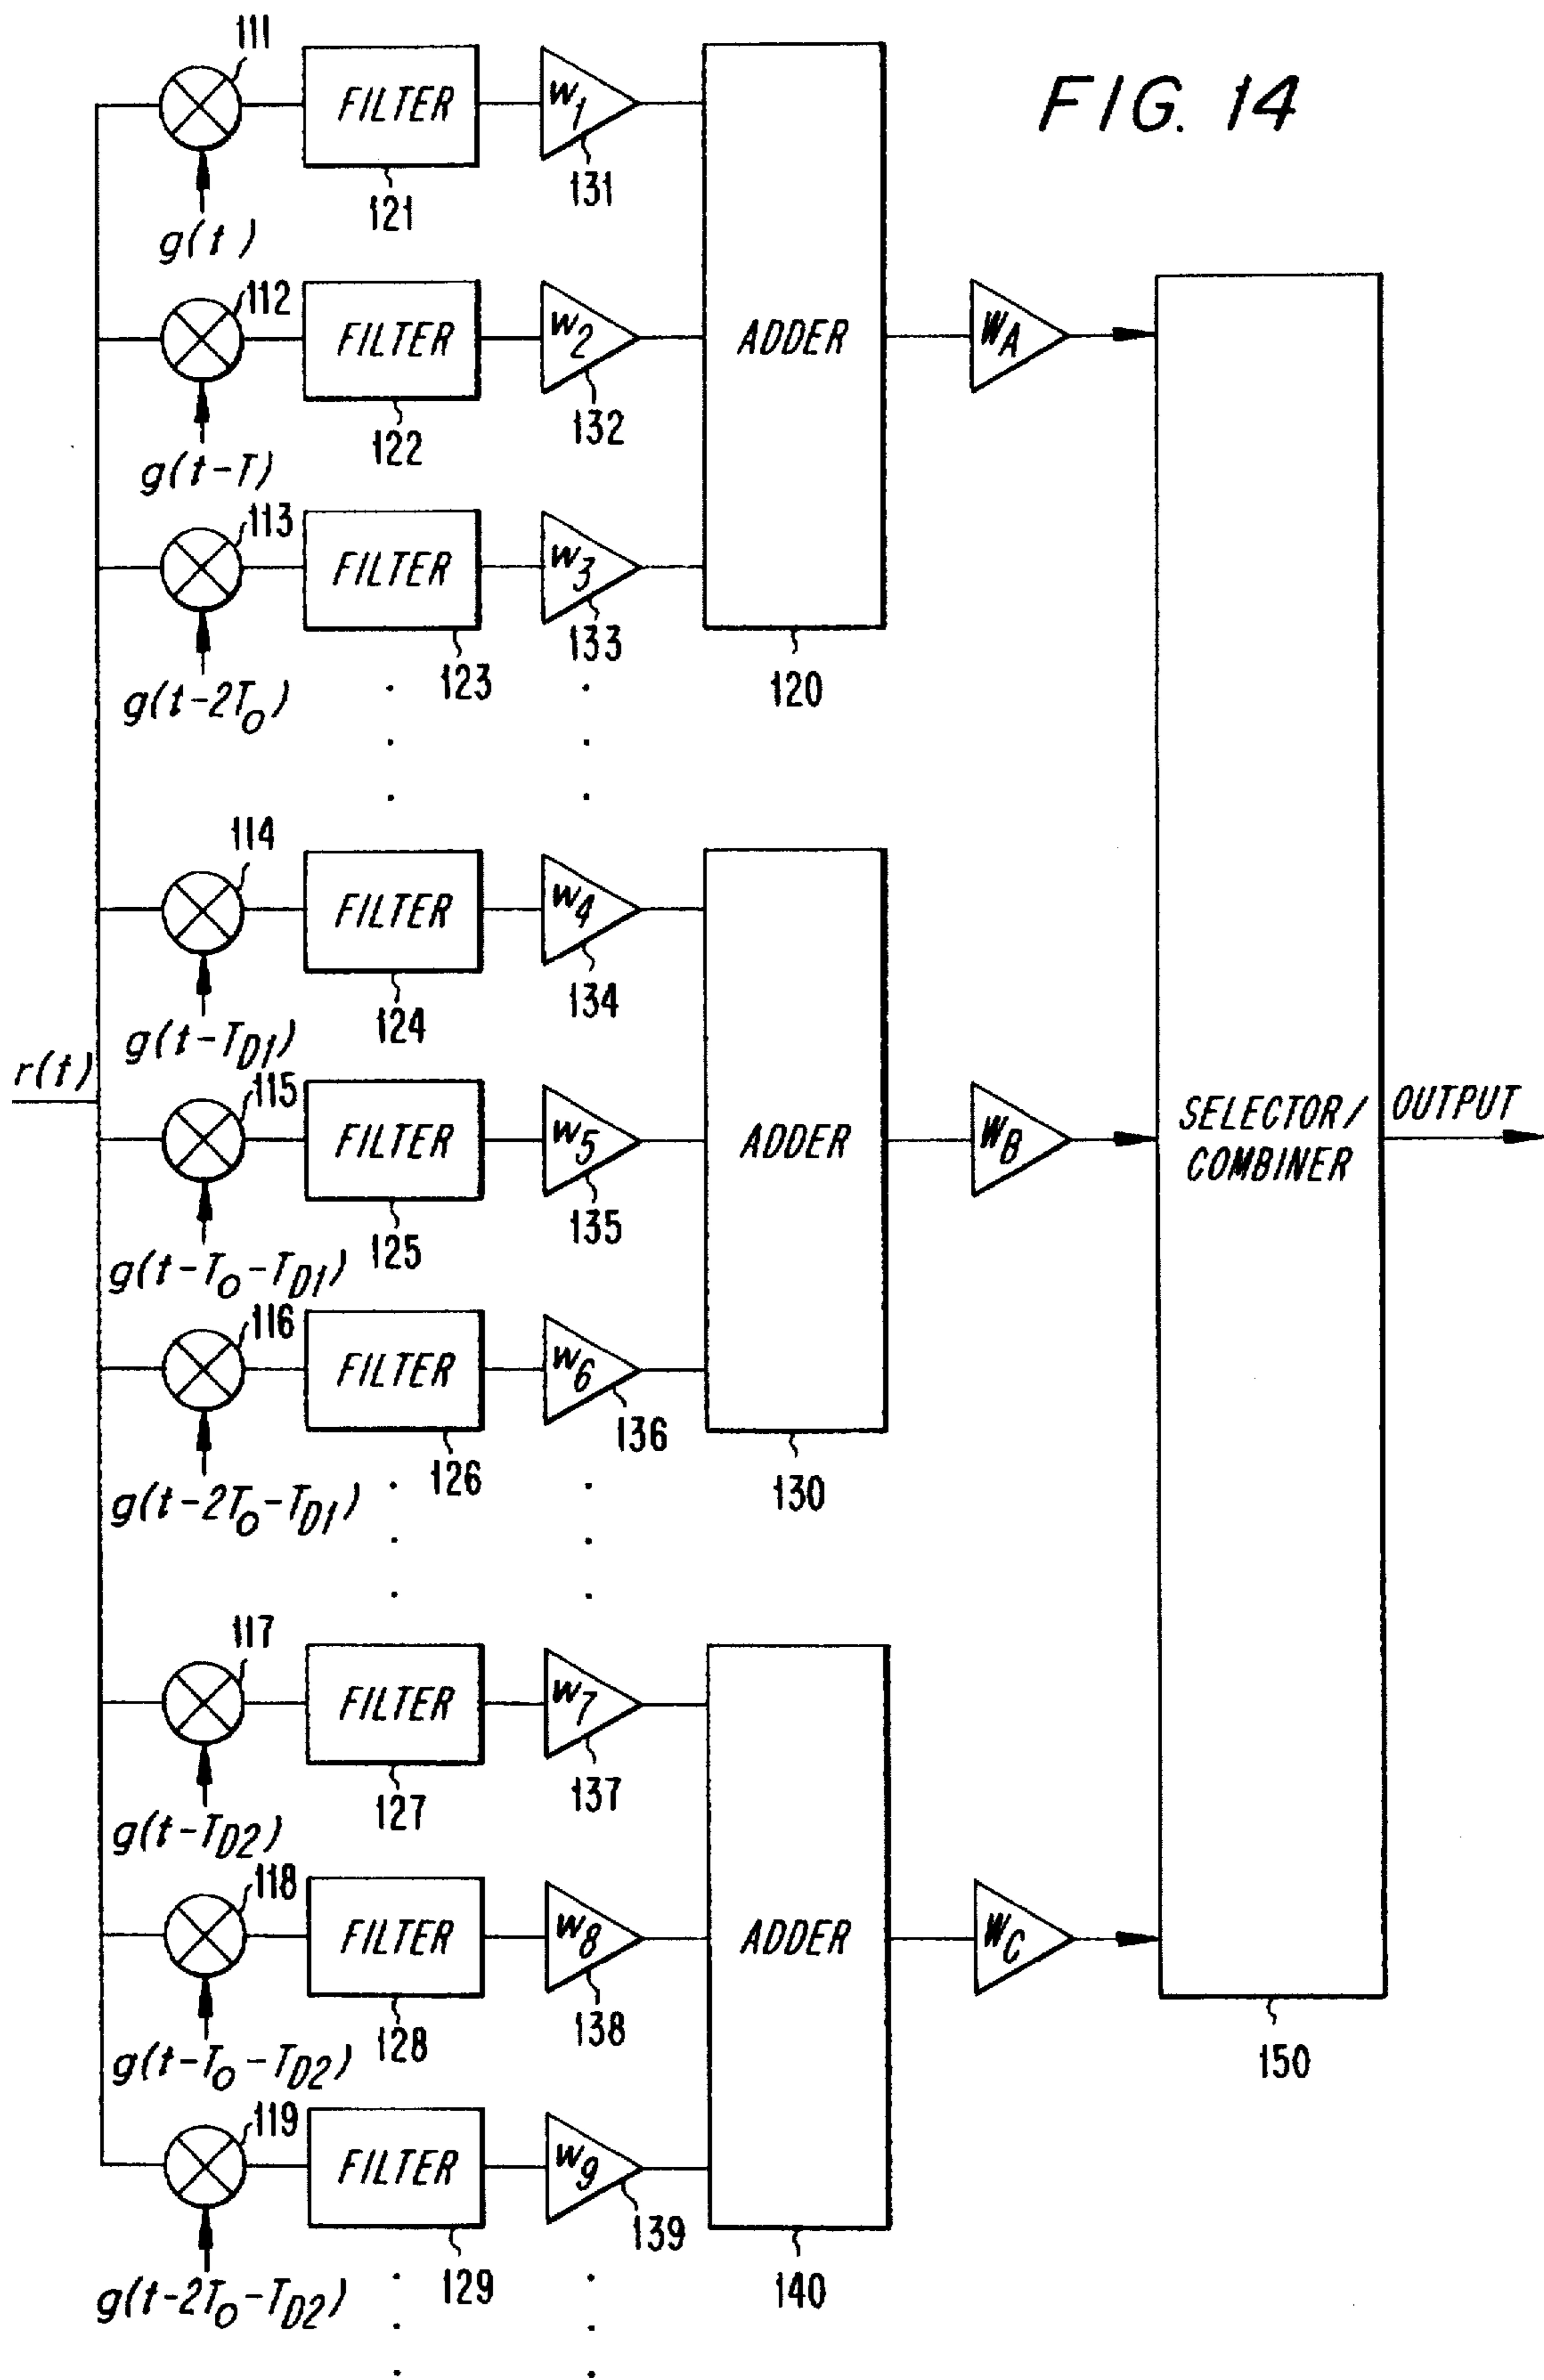 FIG. 14
111
FILTER
w1
131
121
g(t)
112
FILTER
w2
ADDER
WA
132
122
g(t-T)
113
FILTER
w3
133
123
120
g(t-2To)
114
FILTER
w4
134
124
g(t-TD1)
r(t)
115
FILTER
w5
ADDER
WB
SELECTOR/
COMBINER
OUTPUT
135
125
g(t-To-TD1)
116
FILTER
w6
136
126
130
g(t-2To-TD1)
117
FILTER
w7
137
127
g(t-TD2)
118
FILTER
w8
ADDER
WC
138
128
150
g(t-To-TD2)
119
FILTER
w9
139
129
140
g(t-2To-TD2)